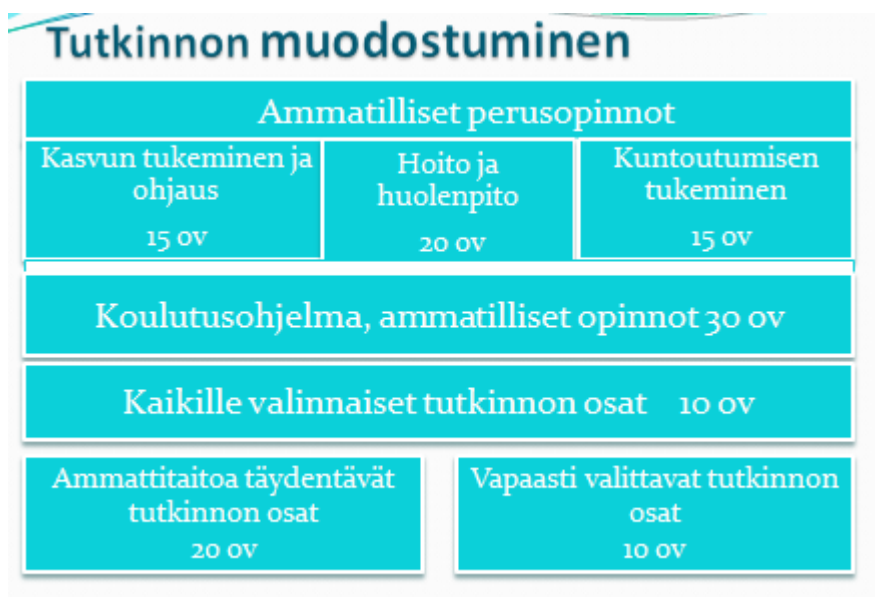 Tutkinnon muodostuminen
Ammatilliset perusopinnot
Kasvun tukeminen ja
ohjaus
15 ov
Hoito ja
huolenpito
20 ov
Kuntoutumisen
tukeminen
15 ov
Koulutusohjelma, ammatilliset opinnot 30 ov
Kaikille valinnaiset tutkinnon osat 10 ov
Ammattitaitoa täydentävät
tutkinnon osat
20 ov
Vapaasti valittavat tutkinnon
osat
10 ov